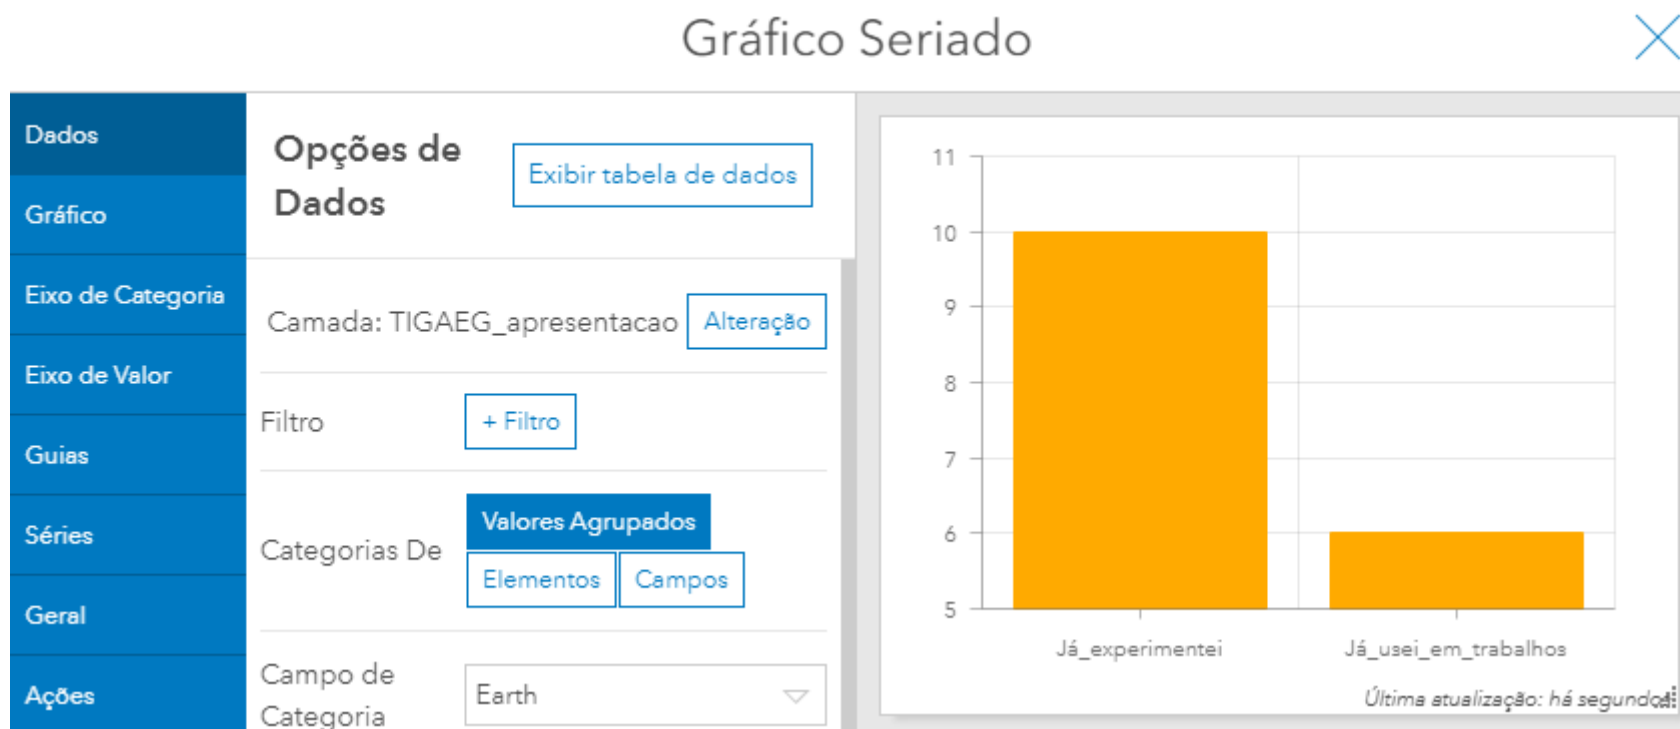 Gráfico Seriado
Dados
Gráfico
Eixo de Categoria
Eixo de Valor
Guias
Séries
Geral
Ações
Opções de
Dados
Exibir tabela de dados
Camada: TIGAEG_apresentacao
Alteração
Filtro
+ Filtro
Categorias De
Valores Agrupados
Elementos
Campos
Campo de
Categoria
Earth
11
10
9
8
7
6
5
Já_experimentei
Já_usei_em_trabalhos
Última atualização: há segundos